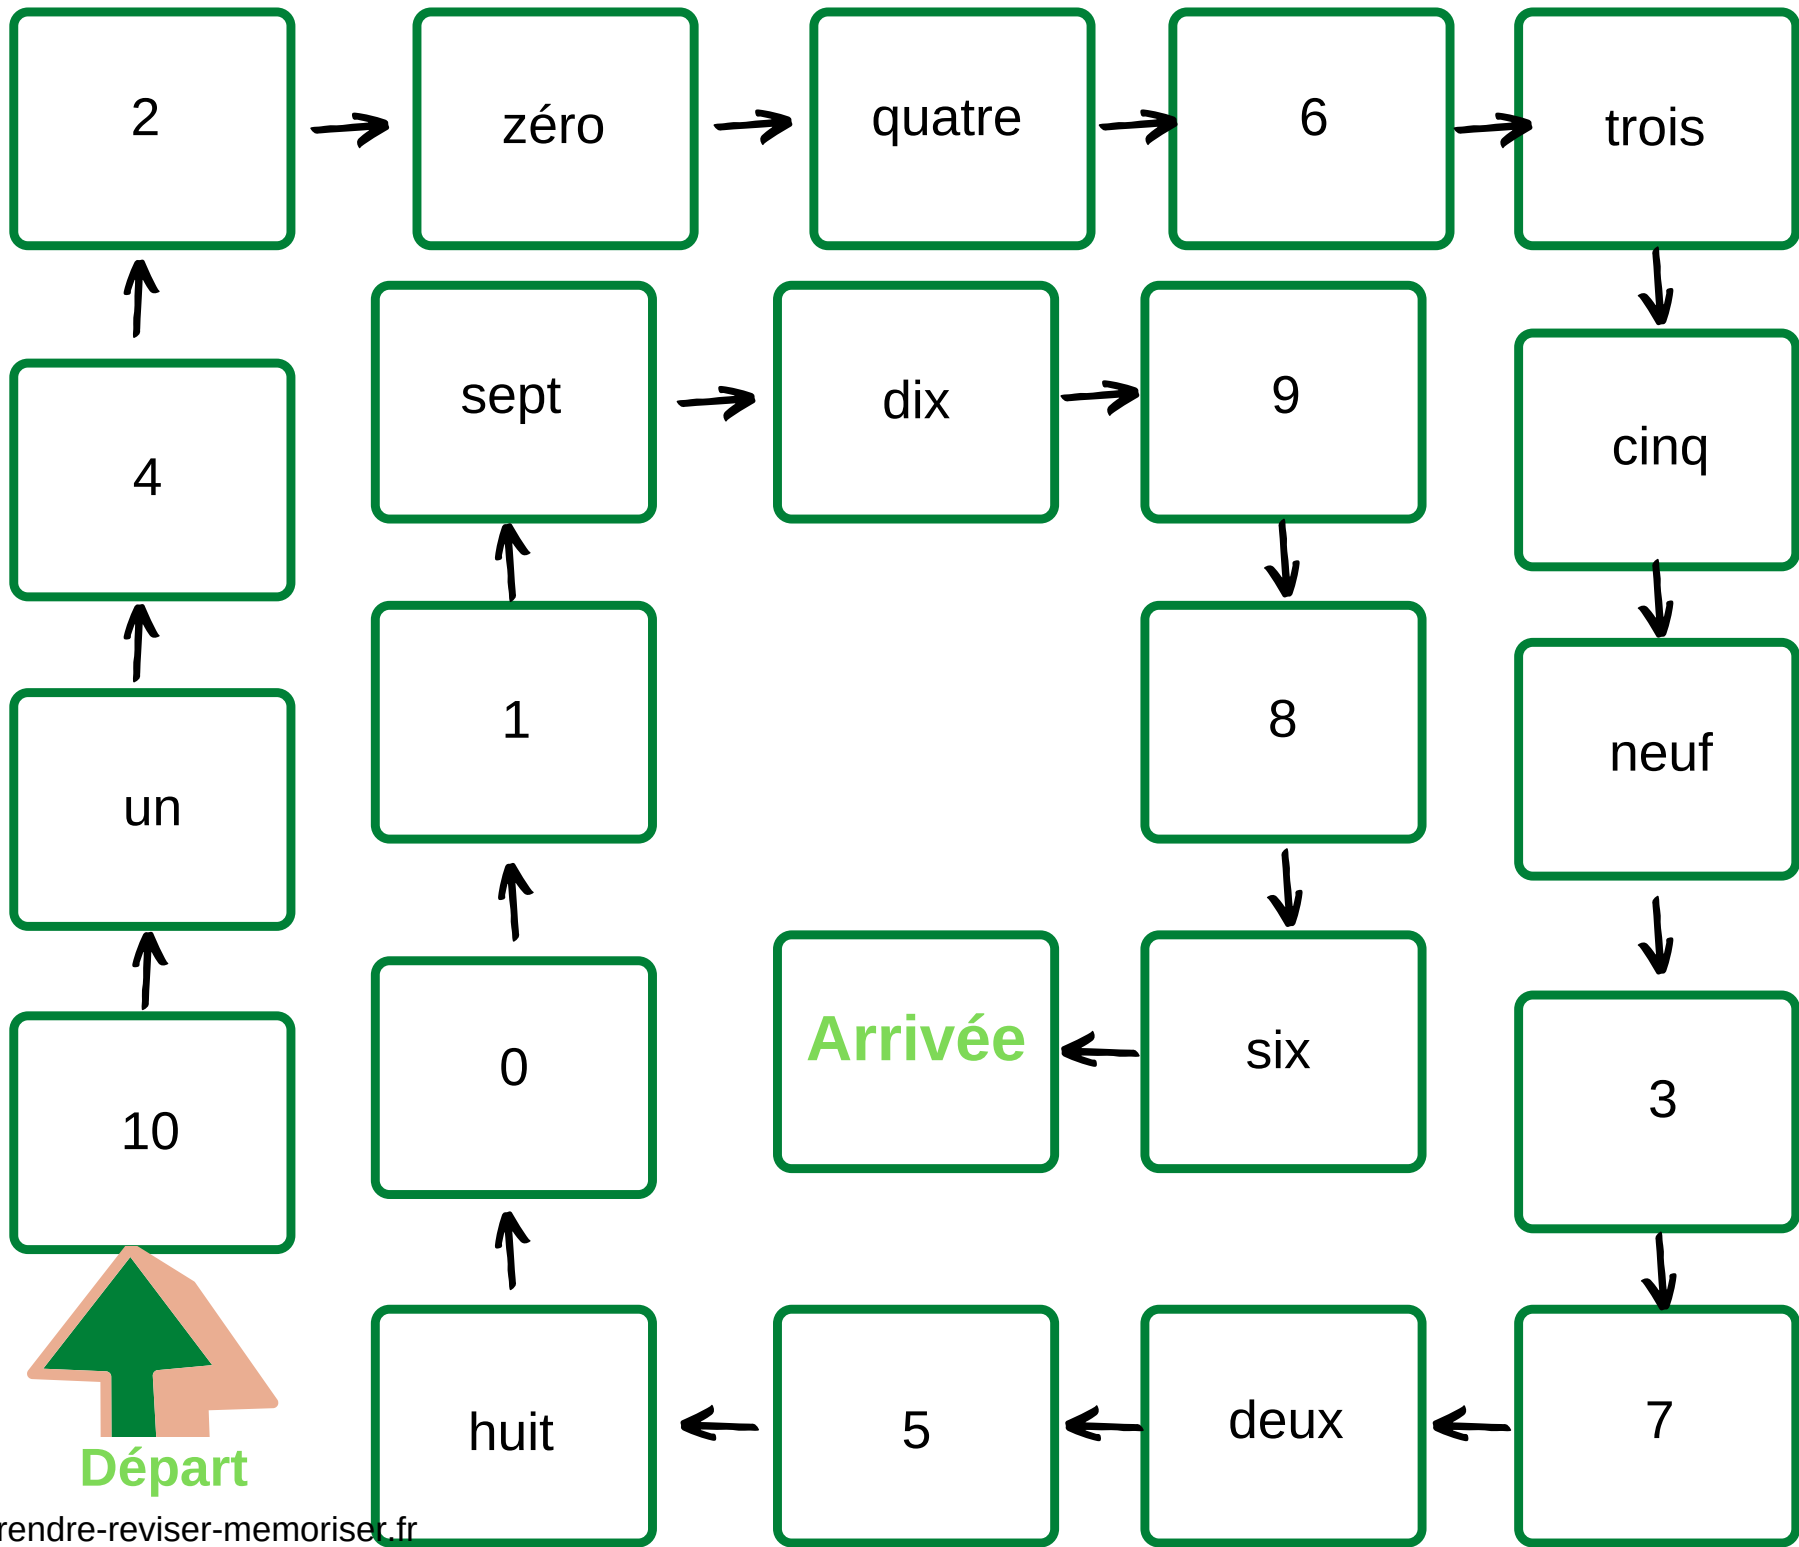 2
zéro
quatre
6
trois
sept
dix
9
cinq
4
1
8
neuf
un
0
Arrivée
six
3
10
huit
5
deux
7
Départ
rendre-reviser-memoriser.fr